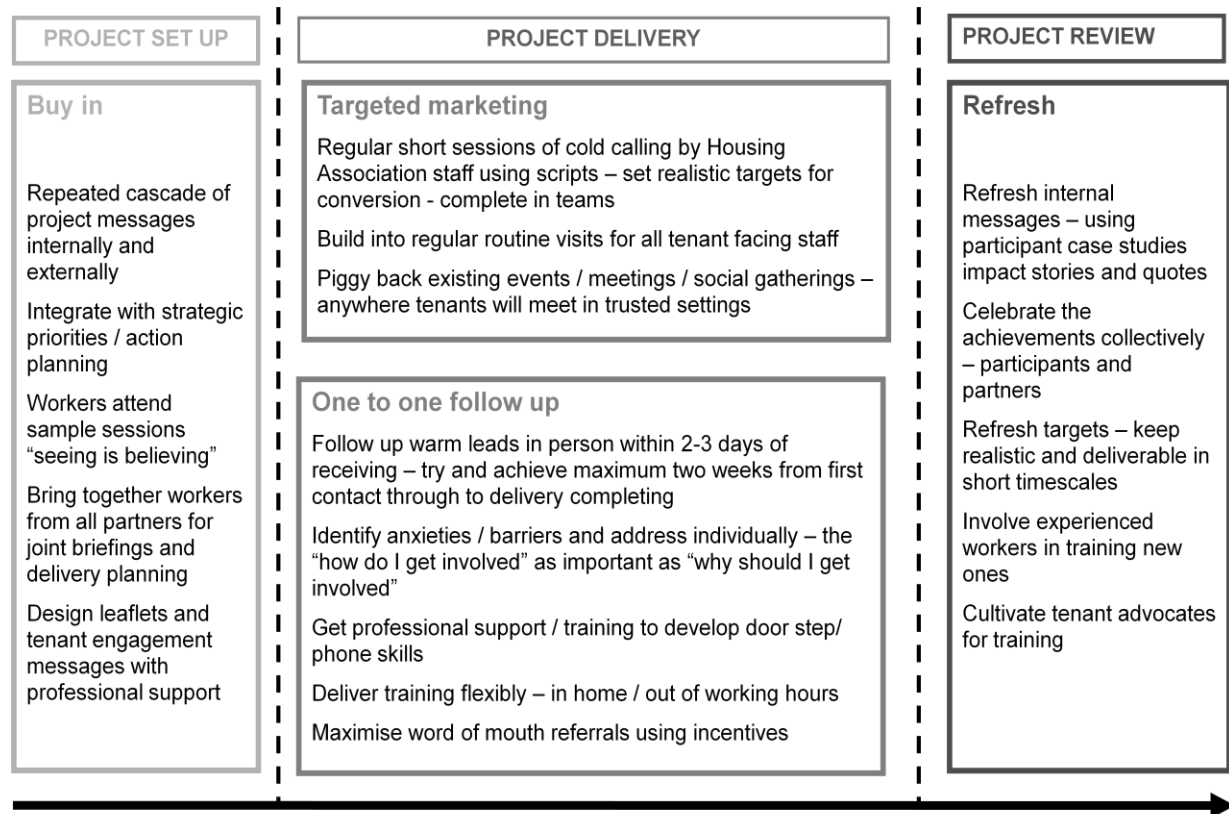 PROJECT SET UP
PROJECT DELIVERY
PROJECT REVIEW
Buy in
Repeated cascade of
project messages
internally and
externally
Integrate with strategic
priorities / action
planning
Workers attend
sample sessions
“seeing is believing”
Bring together workers
from all partners for
joint briefings and
delivery planning
Design leaflets and
tenant engagement
messages with
professional support
Targeted marketing
Regular short sessions of cold calling by Housing
Association staff using scripts – set realistic targets for
conversion - complete in teams
Build into regular routine visits for all tenant facing staff
Piggy back existing events / meetings / social gatherings –
anywhere tenants will meet in trusted settings
One to one follow up
Follow up warm leads in person within 2-3 days of
receiving – try and achieve maximum two weeks from first
contact through to delivery completing
Identify anxieties / barriers and address individually – the
“how do I get involved” as important as “why should I get
involved”
Get professional support / training to develop door step/
phone skills
Deliver training flexibly – in home / out of working hours
Maximise word of mouth referrals using incentives
Refresh
Refresh internal
messages – using
participant case studies
impact stories and quotes
Celebrate the
achievements collectively
– participants and
partners
Refresh targets – keep
realistic and deliverable in
short timescales
Involve experienced
workers in training new
ones
Cultivate tenant advocates
for training